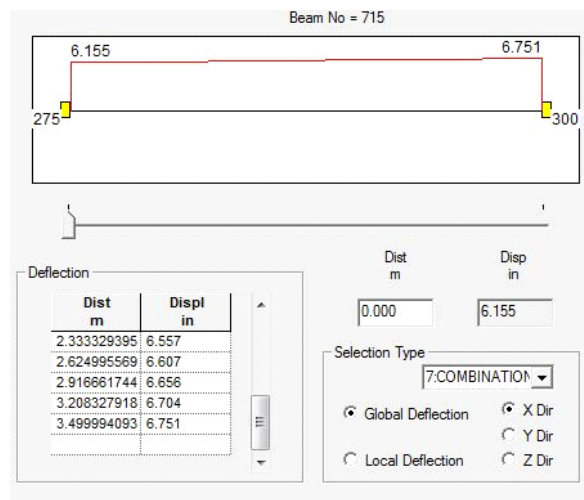 Beam No = 715
6.155 6.751
275 300
Dist Disp
m in
0.000 6.155
Deflection
Dist Displ
m in
2.333329395 6.557
2.624995569 6.607
2.916661744 6.656
3.208327918 6.704
3.499994093 6.751
Selection Type
7:COMBINATION
Global Deflection X Dir
Y Dir
Local Deflection Z Dir